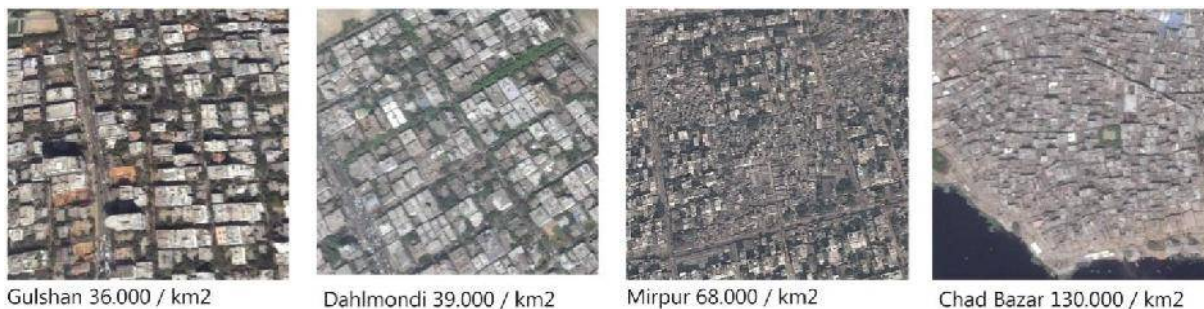 Gulshan 36.000 / km2
Dahlmondi 39.000 / km2
Mirpur 68.000 / km2
Chad Bazar 130.000 / km2